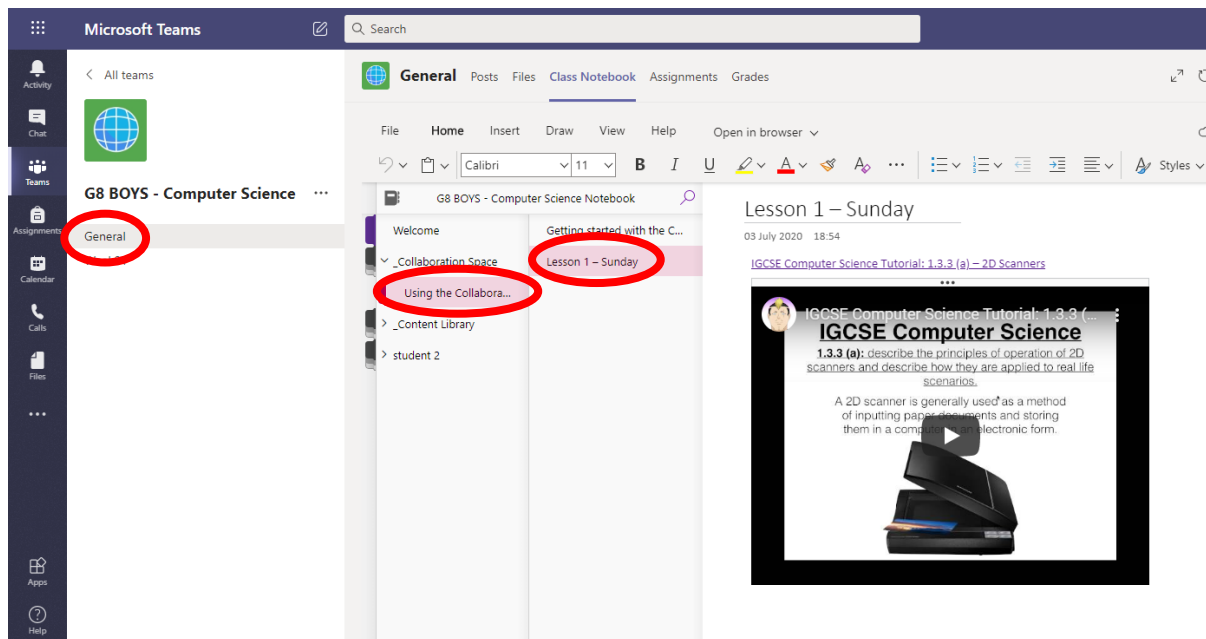 Microsoft Teams
Search
Activity
Chat
Teams
Assignments
Calendar
Calls
Files
Apps
Help
All teams
G8 BOYS - Computer Science ...
General
General Posts Files Class Notebook Assignments Grades
File Home Insert Draw View Help Open in browser
Calibri 11 B I U A A Styles
G8 BOYS - Computer Science Notebook
Welcome
_Collaboration Space
Using the Collabora...
_Content Library
student 2
Getting started with the C...
Lesson 1 – Sunday
Lesson 1 – Sunday
03 July 2020 18:54
IGCSE Computer Science Tutorial: 1.3.3 (a) – 2D Scanners
IGCSE Computer Science Tutorial: 1.3.3 (...
IGCSE Computer Science
1.3.3 (a): describe the principles of operation of 2D
scanners and describe how they are applied to real life
scenarios.
A 2D scanner is generally used as a method
of inputting paper documents and storing
them in a computer in an electronic form.